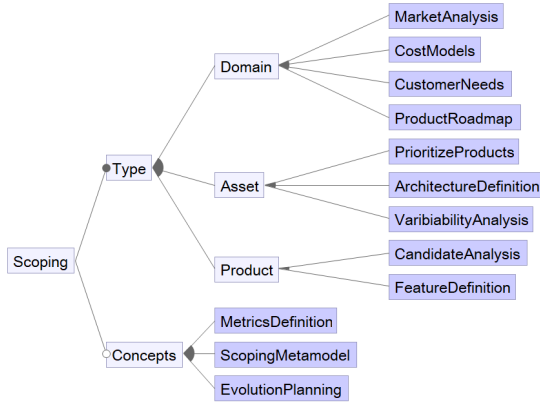 MarketAnalysis
Domain
CostModels
CustomerNeeds
ProductRoadmap
Type
PrioritizeProducts
Asset
ArchitectureDefinition
VaribiabilityAnalysis
Scoping
Product
CandidateAnalysis
FeatureDefinition
MetricsDefinition
Concepts
ScopingMetamodel
EvolutionPlanning